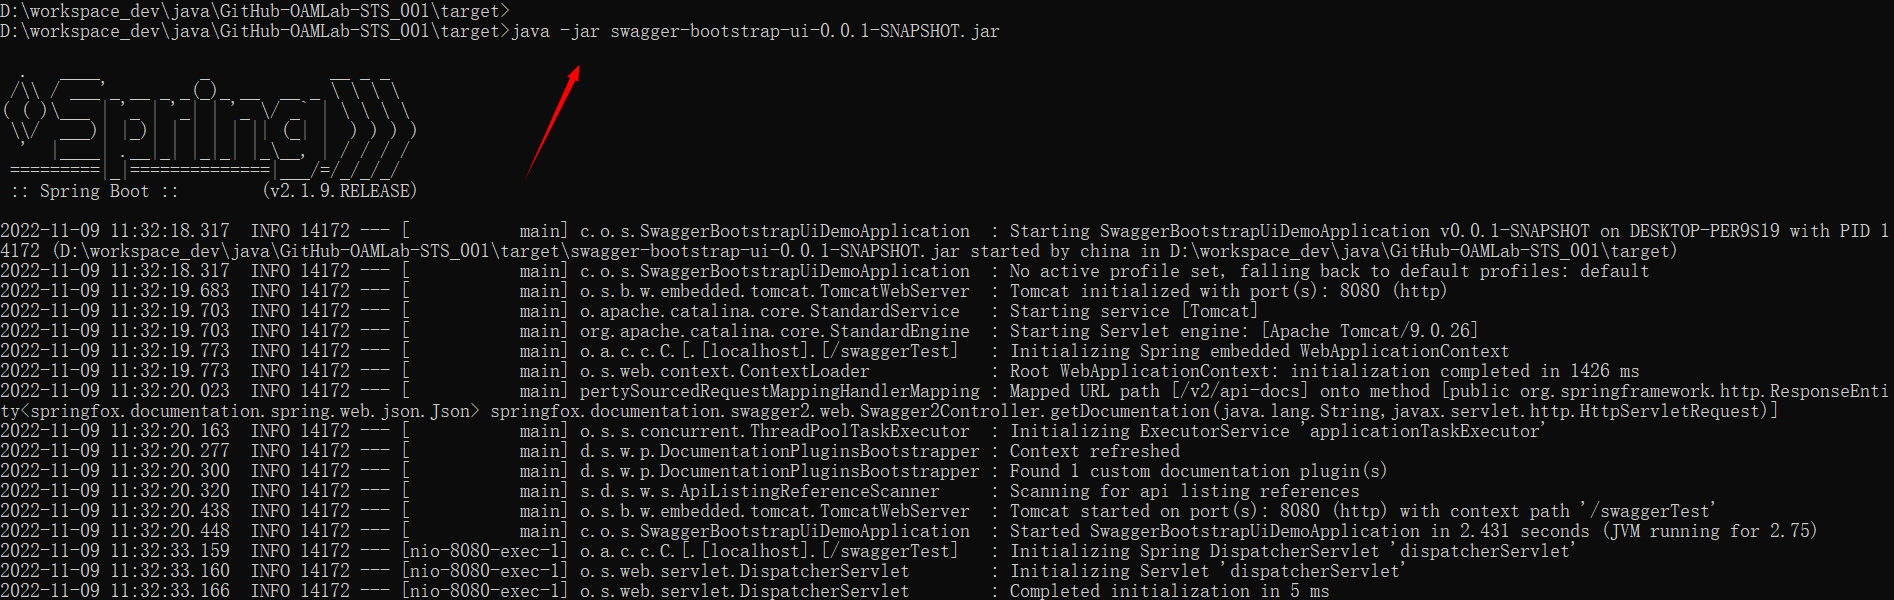 D:\workspace_dev\java\GitHub-OAMLab-STS_001\target>
D:\workspace_dev\java\GitHub-OAMLab-STS_001\target>java -jar swagger-bootstrap-ui-0.0.1-SNAPSHOT.jar
:: Spring Boot ::        (v2.1.9.RELEASE)
2022-11-09 11:32:18.317  INFO 14172 --- [           main] c.o.s.SwaggerBootstrapUiDemoApplication  : Starting SwaggerBootstrapUiDemoApplication v0.0.1-SNAPSHOT on DESKTOP-PER9S19 with PID 1
4172 (D:\workspace_dev\java\GitHub-OAMLab-STS_001\target\swagger-bootstrap-ui-0.0.1-SNAPSHOT.jar started by china in D:\workspace_dev\java\GitHub-OAMLab-STS_001\target)
2022-11-09 11:32:18.317  INFO 14172 --- [           main] c.o.s.SwaggerBootstrapUiDemoApplication  : No active profile set, falling back to default profiles: default
2022-11-09 11:32:19.683  INFO 14172 --- [           main] o.s.b.w.embedded.tomcat.TomcatWebServer  : Tomcat initialized with port(s): 8080 (http)
2022-11-09 11:32:19.703  INFO 14172 --- [           main] o.apache.catalina.core.StandardService   : Starting service [Tomcat]
2022-11-09 11:32:19.703  INFO 14172 --- [           main] org.apache.catalina.core.StandardEngine  : Starting Servlet engine: [Apache Tomcat/9.0.26]
2022-11-09 11:32:19.773  INFO 14172 --- [           main] o.a.c.c.C.[.[localhost].[/swaggerTest]   : Initializing Spring embedded WebApplicationContext
2022-11-09 11:32:19.773  INFO 14172 --- [           main] o.s.web.context.ContextLoader            : Root WebApplicationContext: initialization completed in 1426 ms
2022-11-09 11:32:20.023  INFO 14172 --- [           main] pertySourcedRequestMappingHandlerMapping : Mapped URL path [/v2/api-docs] onto method [public org.springframework.http.ResponseEnti
ty<springfox.documentation.spring.web.json.Json> springfox.documentation.swagger2.web.Swagger2Controller.getDocumentation(java.lang.String,javax.servlet.http.HttpServletRequest)]
2022-11-09 11:32:20.163  INFO 14172 --- [           main] o.s.s.concurrent.ThreadPoolTaskExecutor  : Initializing ExecutorService 'applicationTaskExecutor'
2022-11-09 11:32:20.277  INFO 14172 --- [           main] d.s.w.p.DocumentationPluginsBootstrapper : Context refreshed
2022-11-09 11:32:20.300  INFO 14172 --- [           main] d.s.w.p.DocumentationPluginsBootstrapper : Found 1 custom documentation plugin(s)
2022-11-09 11:32:20.320  INFO 14172 --- [           main] s.d.s.w.s.ApiListingReferenceScanner     : Scanning for api listing references
2022-11-09 11:32:20.438  INFO 14172 --- [           main] o.s.b.w.embedded.tomcat.TomcatWebServer  : Tomcat started on port(s): 8080 (http) with context path '/swaggerTest'
2022-11-09 11:32:20.448  INFO 14172 --- [           main] c.o.s.SwaggerBootstrapUiDemoApplication  : Started SwaggerBootstrapUiDemoApplication in 2.431 seconds (JVM running for 2.75)
2022-11-09 11:32:33.159  INFO 14172 --- [nio-8080-exec-1] o.a.c.c.C.[.[localhost].[/swaggerTest]   : Initializing Spring DispatcherServlet 'dispatcherServlet'
2022-11-09 11:32:33.160  INFO 14172 --- [nio-8080-exec-1] o.s.web.servlet.DispatcherServlet        : Initializing Servlet 'dispatcherServlet'
2022-11-09 11:32:33.166  INFO 14172 --- [nio-8080-exec-1] o.s.web.servlet.DispatcherServlet        : Completed initialization in 5 ms